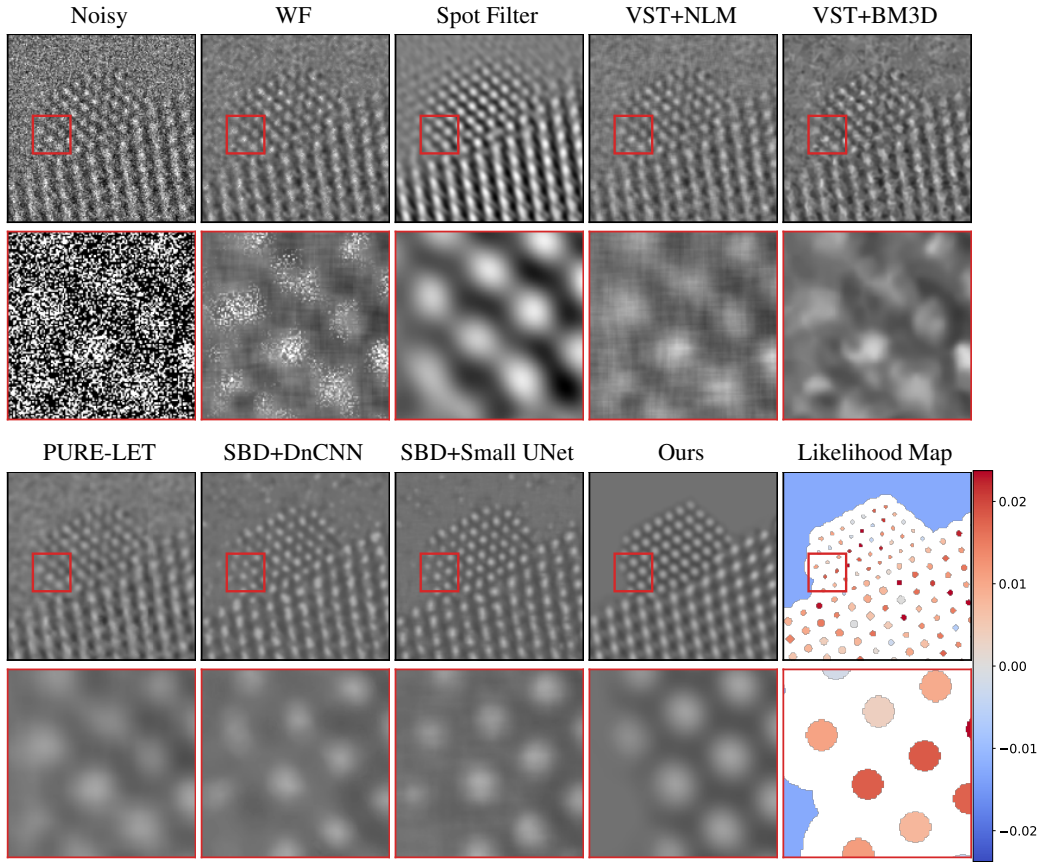 Noisy
WF
Spot Filter
VST+NLM
VST+BM3D
PURE-LET
SBD+DnCNN
SBD+Small UNet
Ours
Likelihood Map
0.02
0.01
0.00
−0.01
−0.02